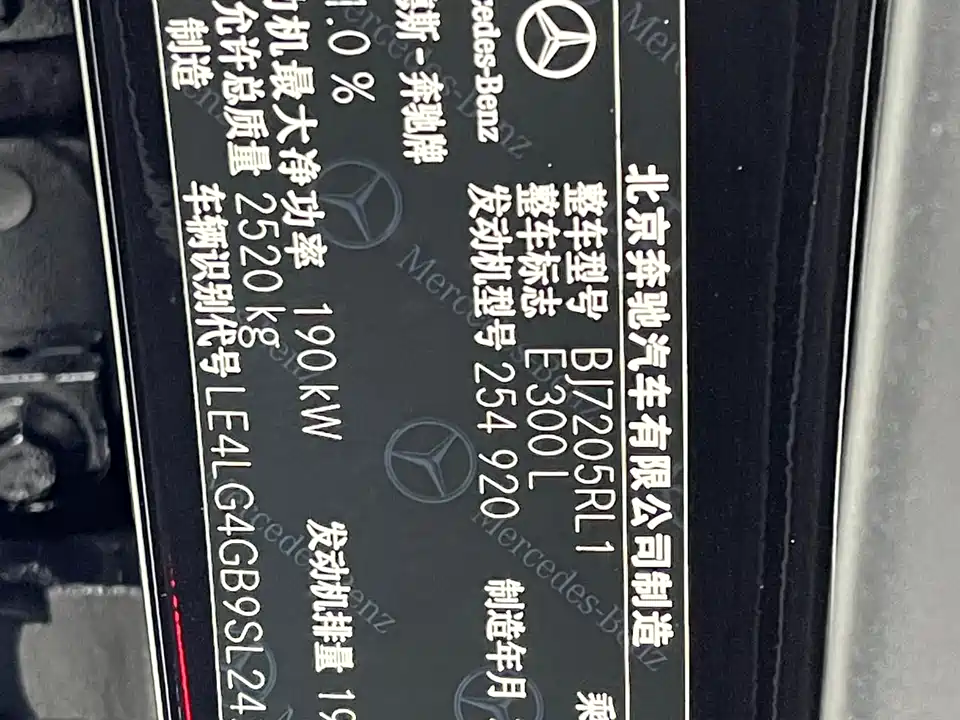 北京奔驰汽车有限公司制造
整车型号 BJ7205RL1 乘
整车标志 E 300 L
发动机型号 254 920 制造年月
Mercedes-Benz
斯-奔驰牌
1.0 %
机最大净功率 190 kW 发动机排量 19
允许总质量 2520 kg
制造
车辆识别代号 LE4LG4GB9SL24